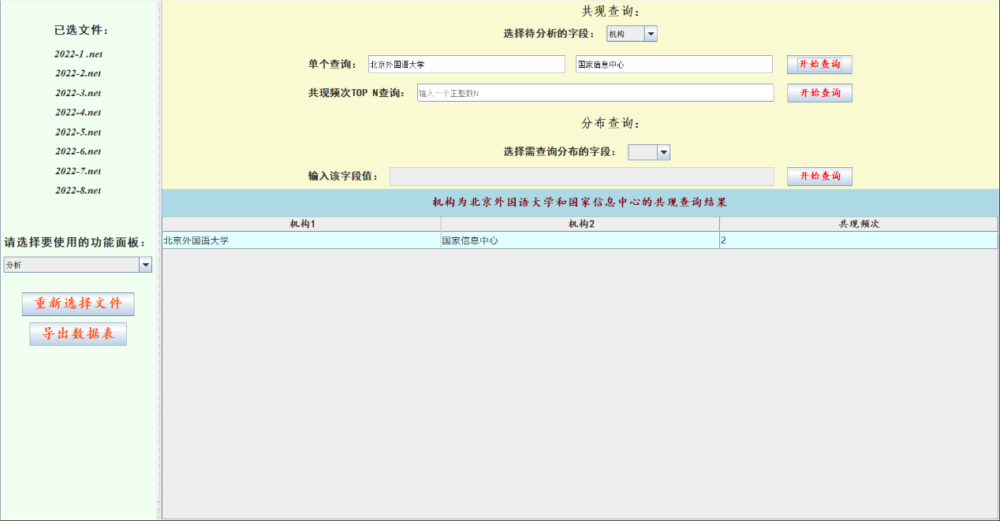 已选文件：
2022-1 .net
2022-2.net
2022-3.net
2022-4.net
2022-5.net
2022-6.net
2022-7.net
2022-8.net
请选择要使用的功能面板：
分析
重新选择文件
导出数据表
共现查询：
选择待分析的字段： 机构
单个查询： 北京外国语大学 国家信息中心 开始查询
共现频次TOP N查询： 输入一个正整数N 开始查询
分布查询：
选择需查询分布的字段：
输入该字段值： 开始查询
机构为北京外国语大学和国家信息中心的共现查询结果
机构1 机构2 共现频次
北京外国语大学 国家信息中心 2